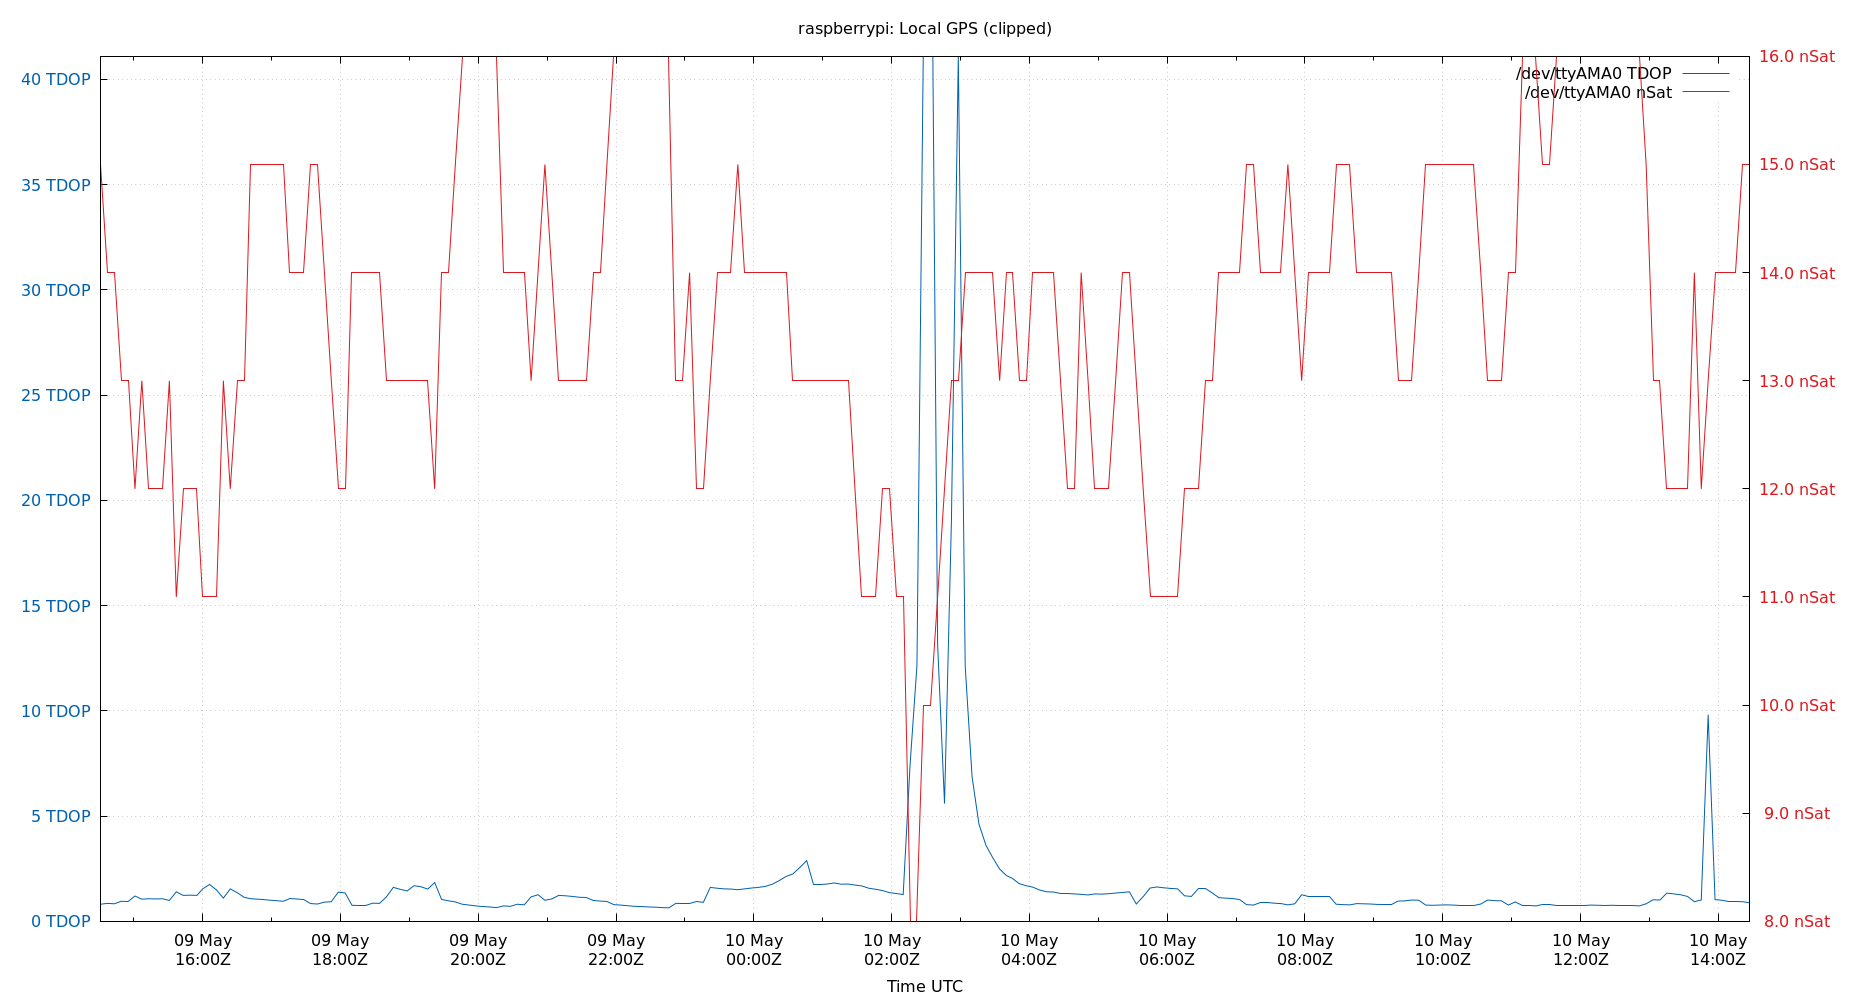 raspberrypi: Local GPS (clipped)
40 TDOP
35 TDOP
30 TDOP
25 TDOP
20 TDOP
15 TDOP
10 TDOP
5 TDOP
0 TDOP
16.0 nSat
15.0 nSat
14.0 nSat
13.0 nSat
12.0 nSat
11.0 nSat
10.0 nSat
9.0 nSat
8.0 nSat
/dev/ttyAMA0 TDOP
/dev/ttyAMA0 nSat
09 May
16:00Z
09 May
18:00Z
09 May
20:00Z
09 May
22:00Z
10 May
00:00Z
10 May
02:00Z
10 May
04:00Z
10 May
06:00Z
10 May
08:00Z
10 May
10:00Z
10 May
12:00Z
10 May
14:00Z
Time UTC